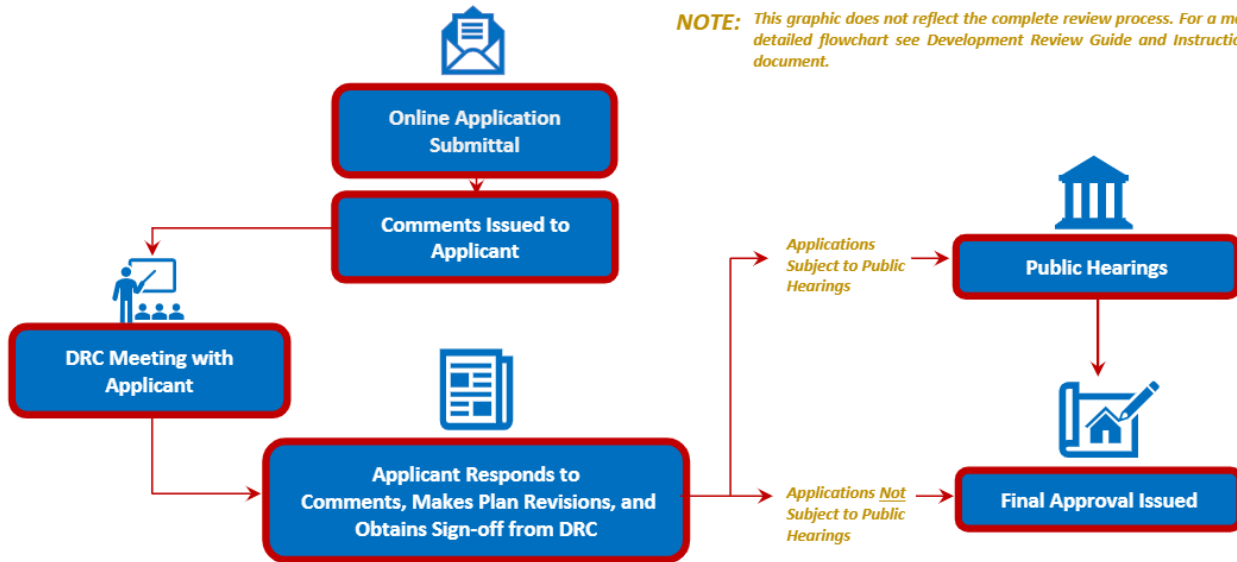 NOTE: This graphic does not reflect the complete review process. For a
detailed flowchart see Development Review Guide and
document.
Online Application
Submittal
Comments Issued to
Applicant
DRC Meeting with
Applicant
Applicant Responds to
Comments, Makes Plan Revisions, and
Obtains Sign-off from DRC
Applications
Subject to Public
Hearings
Public Hearings
Applications Not
Subject to Public
Hearings
Final Approval Issued